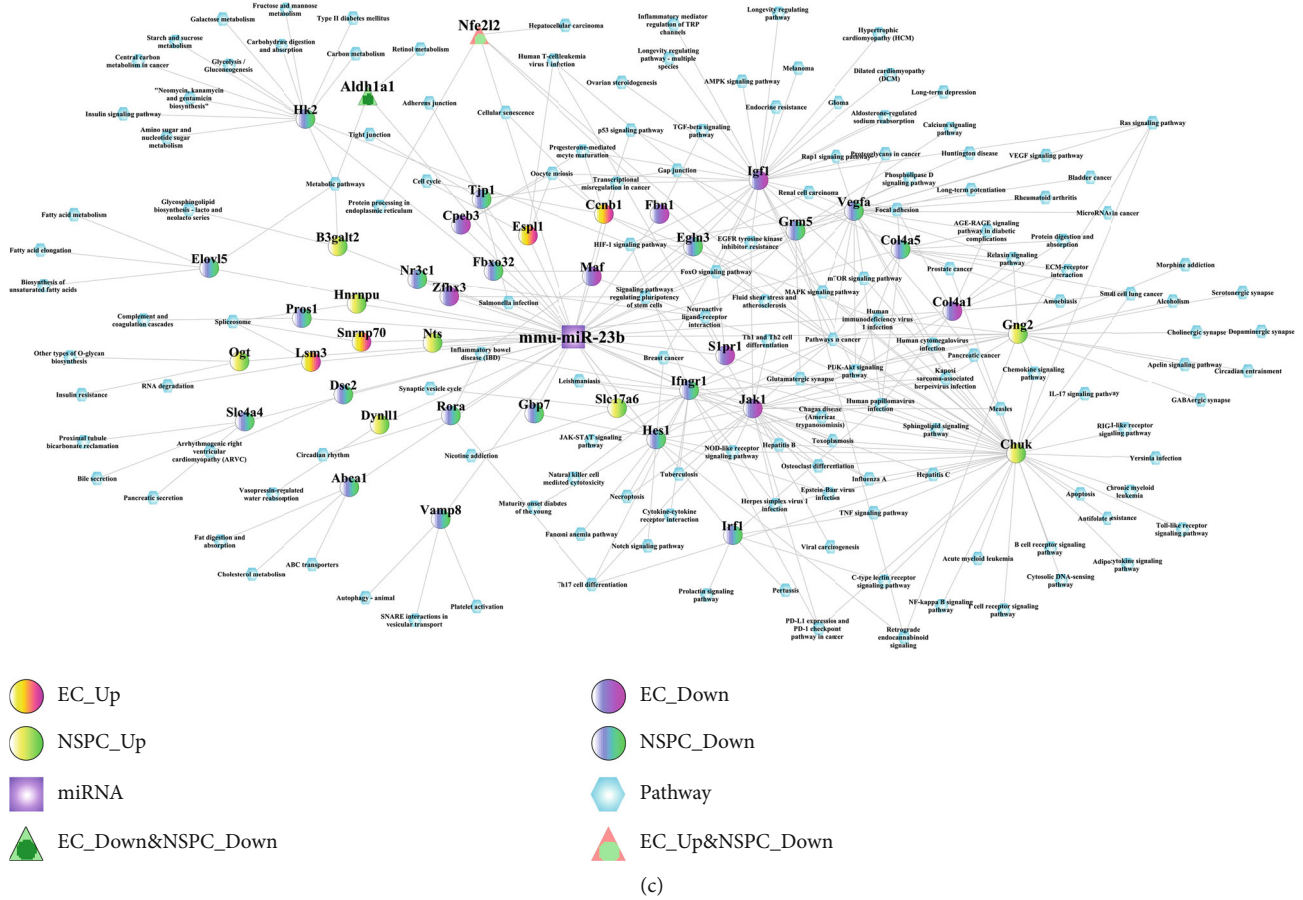 Fructose and mannose
metabolism
Galactose metabolism
Type II diabetes mellitus
Starch and sucrose
metabolism
Carbohydrate digestion
and absorption
Carbon metabolism
Retinol metabolism
Central carbon
metabolism in cancer
Glycolysis /
Gluconeogenesis
"Neomycin, kanamycin
and gentamicin
biosynthesis"
Insulin signaling pathway
Amino sugar and
nucleotide sugar
metabolism
Hk2
Aldh1a1
Nfe2l2
Hepatocellular carcinoma
Human T-cell leukemia
virus 1 infection
Adherens junction
Tight junction
Cellular senescence
Ovarian steroidogenesis
Inflammatory mediator
regulation of TRP
channels
Longevity regulating
pathway
Longevity regulating
pathway - multiple
species
Melanoma
AMPK signaling pathway
Endocrine resistance
Hypertrophic
cardiomyopathy (HCM)
Dilated cardiomyopathy
(DCM)
Glioma
Long-term depression
Aldosterone-regulated
sodium reabsorption
Calcium signaling
pathway
Ras signaling pathway
p53 signaling pathway
TGF-beta signaling
pathway
Progesterone-mediated
oocyte maturation
Oocyte meiosis
Gap junction
Transcriptional
misregulation in cancer
Rap1 signaling pathway
Proteoglycans in cancer
Huntington disease
VEGF signaling pathway
Phospholipase D
signaling pathway
Bladder cancer
Long-term potentiation
Rheumatoid arthritis
Renal cell carcinoma
Focal adhesion
MicroRNAs in cancer
Metabolic pathways
Cell cycle
Protein processing in
endoplasmic reticulum
Tjp1
Cpeb3
Espl1
Ccnb1
Fbn1
Igf1
Vegfa
Grm5
Egln3
Col4a5
AGE-RAGE signaling
pathway in diabetic
complications
Protein digestion and
absorption
Relaxin signaling
pathway
ECM-receptor
interaction
Fatty acid metabolism
Glycosphingolipid
biosynthesis - lacto and
neolacto series
B3galt2
Fatty acid elongation
Elovl5
Biosynthesis of
unsaturated fatty acids
Nr3c1
Fbxo32
Zfhx3
Maf
HIF-1 signaling pathway
EGFR tyrosine kinase
inhibitor resistance
FoxO signaling pathway
mTOR signaling pathway
MAPK signaling pathway
Prostate cancer
Morphine addiction
Signaling pathways
regulating pluripotency
of stem cells
Fluid shear stress and
atherosclerosis
Neuroactive
ligand-receptor
interaction
Human
immunodeficiency virus
1 infection
Col4a1
Amoebiasis
Small cell lung cancer
Alcoholism
Serotonergic synapse
Hnrnpu
Pros1
Complement and
coagulation cascades
Spliceosome
Salmonella infection
Snrnp70
Nts
mmu-miR-23b
Gng2
Cholinergic synapse
Dopaminergic synapse
Other types of O-glycan
biosynthesis
Ogt
Lsm3
Inflammatory bowel
disease (IBD)
Breast cancer
S1pr1
Th1 and Th2 cell
differentiation
Pathways in cancer
Human cytomegalovirus
infection
Pancreatic cancer
Chemokine signaling
pathway
Apelin signaling pathway
Circadian entrainment
RNA degradation
Insulin resistance
Synaptic vesicle cycle
Leishmaniasis
Ifngr1
Glutamatergic synapse
PI3K-Akt signaling
pathway
Kaposi
sarcoma-associated
herpesvirus infection
IL-17 signaling pathway
GABAergic synapse
Dsc2
Slc4a4
Dynll1
Rora
Gbp7
Slc17a6
Jak1
Human papillomavirus
infection
Chagas disease
(American
trypanosomiasis)
Measles
Sphingolipid signaling
pathway
RIG-I-like receptor
signaling pathway
Proximal tubule
bicarbonate reclamation
Arrhythmogenic right
ventricular
cardiomyopathy (ARVC)
Hes1
JAK-STAT signaling
pathway
NOD-like receptor
signaling pathway
Hepatitis B
Toxoplasmosis
Chuk
Yersinia infection
Bile secretion
Circadian rhythm
Nicotine addiction
Osteoclast differentiation
Influenza A
Hepatitis C
Pancreatic secretion
Vasopressin-regulated
water reabsorption
Abca1
Natural killer cell
mediated cytotoxicity
Tuberculosis
Necroptosis
Epstein-Barr virus
infection
Apoptosis
Chronic myeloid
leukemia
Maturity onset diabetes
of the young
Cytokine-cytokine
receptor interaction
Herpes simplex virus 1
infection
TNF signaling pathway
Antifolate resistance
Toll-like receptor
signaling pathway
Vamp8
Irf1
Fat digestion and
absorption
Fanconi anemia pathway
Notch signaling pathway
Viral carcinogenesis
Acute myeloid leukemia
B cell receptor signaling
pathway
Adipocytokine signaling
pathway
Cholesterol metabolism
ABC transporters
Th17 cell differentiation
C-type lectin receptor
signaling pathway
Cytosolic DNA-sensing
pathway
Autophagy - animal
Platelet activation
SNARE interactions in
vesicular transport
Prolactin signaling
pathway
Pertussis
NF-kappa B signaling
pathway
T cell receptor signaling
pathway
PD-L1 expression and
PD-1 checkpoint
pathway in cancer
Retrograde
endocannabinoid
signaling
EC_Up
EC_Down
NSPC_Up
NSPC_Down
miRNA
Pathway
EC_Down&NSPC_Down
EC_Up&NSPC_Down
(c)